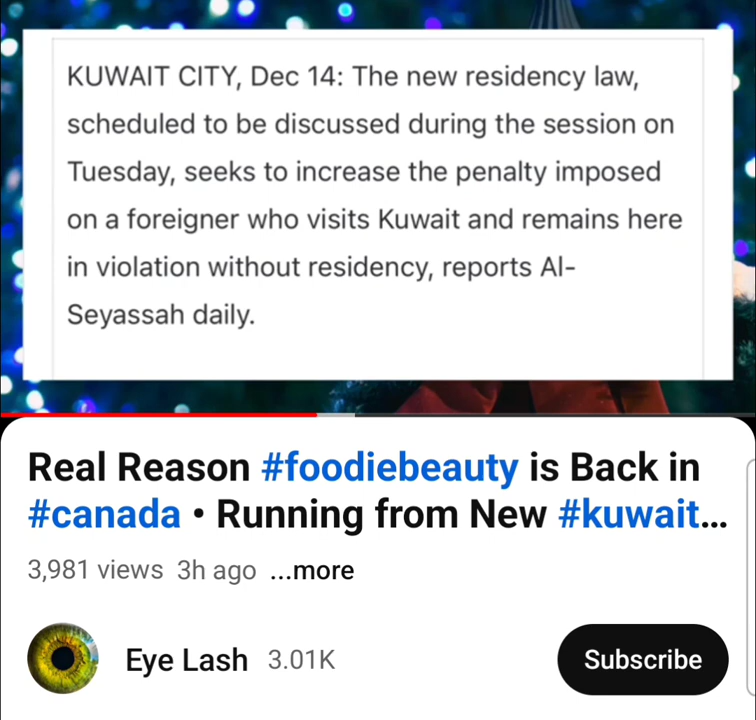 KUWAIT CITY, Dec 14: The new residency law,
scheduled to be discussed during the session on
Tuesday, seeks to increase the penalty imposed
on a foreigner who visits Kuwait and remains here
in violation without residency, reports Al-
Seyassah daily.
Real Reason #foodiebeauty is Back in
#canada • Running from New #kuwait...
3,981 views 3h ago ...more
Eye Lash 3.01K
Subscribe